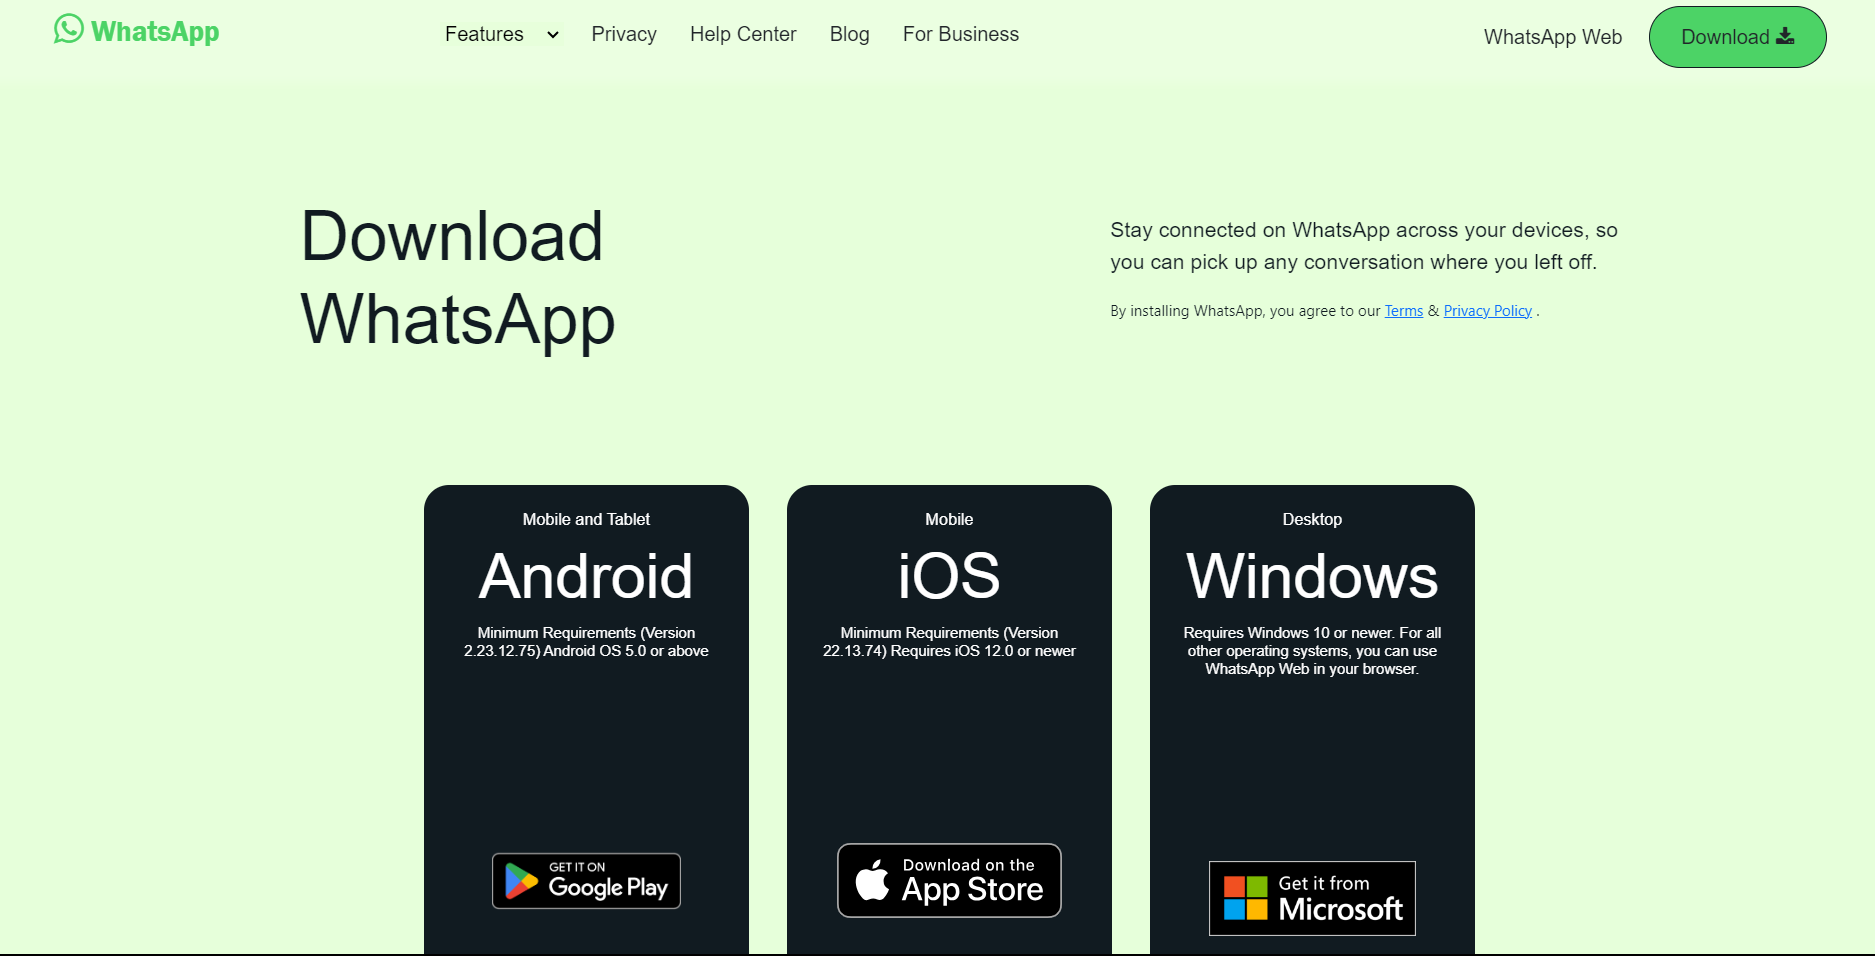 WhatsApp
Features
Privacy
Help Center
Blog
For Business
WhatsApp Web
Download
Download
WhatsApp
Stay connected on WhatsApp across your devices, so
you can pick up any conversation where you left off.
By installing WhatsApp, you agree to our Terms & Privacy Policy .
Mobile and Tablet
Android
Minimum Requirements (Version
2.23.12.75) Android OS 5.0 or above
GET IT ON
Google Play
Mobile
iOS
Minimum Requirements (Version
22.13.74) Requires iOS 12.0 or newer
Download on the
App Store
Desktop
Windows
Requires Windows 10 or newer. For all
other operating systems, you can use
WhatsApp Web in your browser.
Get it from
Microsoft